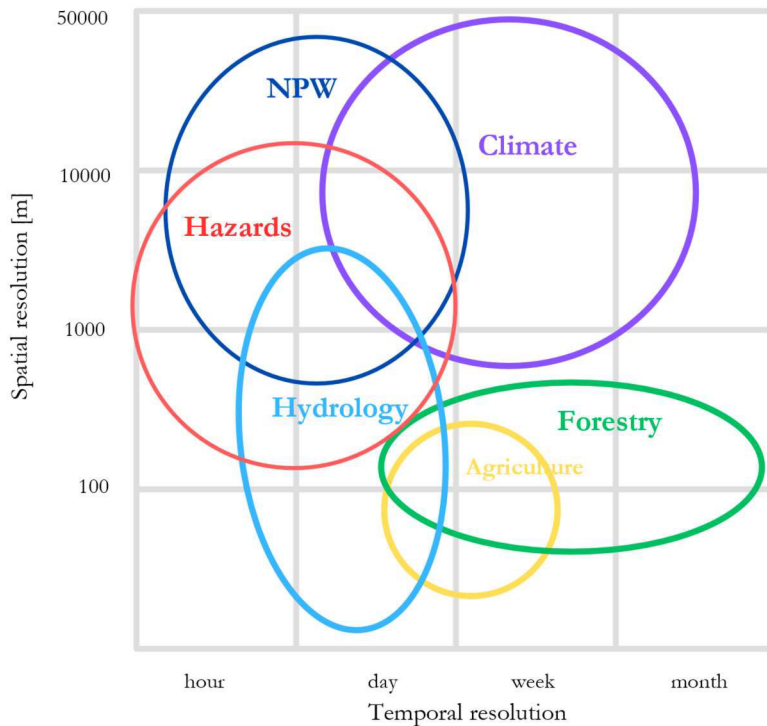 50000
NPW
Climate
10000
Hazards
Spatial resolution [m]
1000
Hydrology
Forestry
Agriculture
100
hour
day
week
month
Temporal resolution